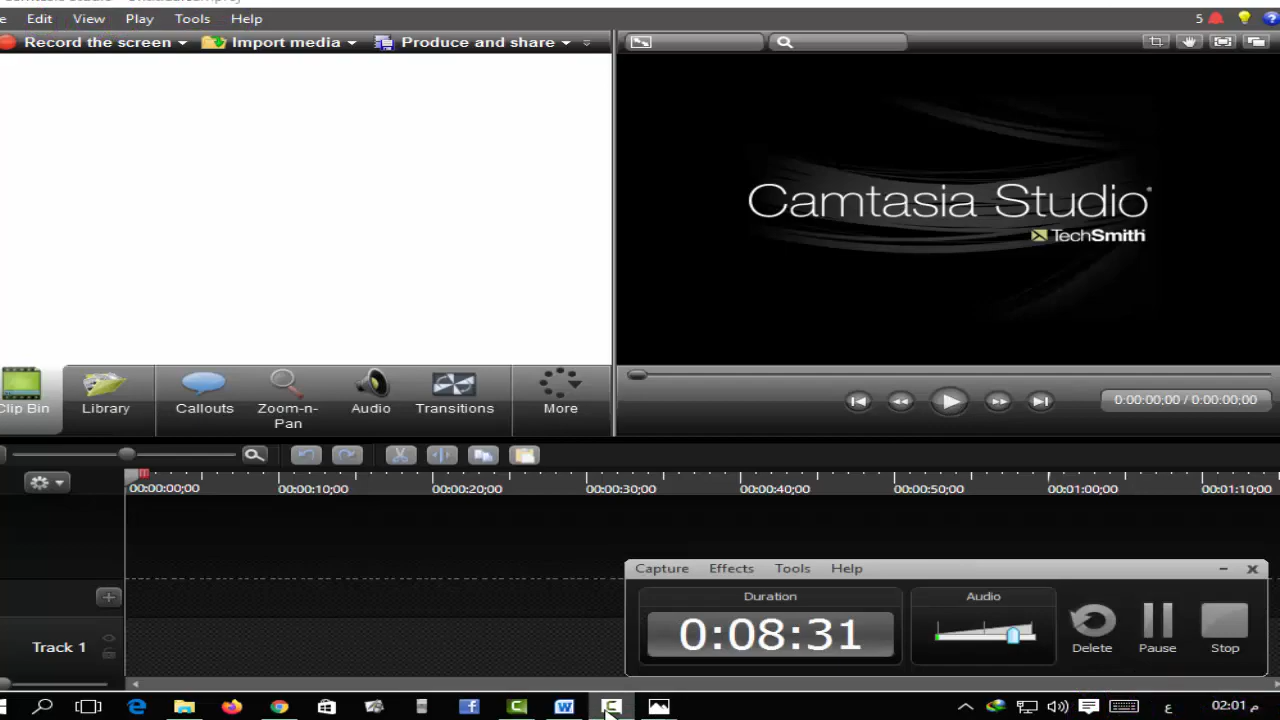 Edit View Play Tools Help 5
Record the screen Import media Produce and share
Camtasia Studio®
TechSmith
Clip Bin Library Callouts Zoom-n-Pan Audio Transitions More
0:00:00;00 / 0:00:00;00
00:00:00;00 00:00:10;00 00:00:20;00 00:00:30;00 00:00:40;00 00:00:50;00 00:01:00;00 00:01:10;00
Capture Effects Tools Help
Duration Audio
0:08:31
Delete Pause Stop
Track 1
ع 02:01 م